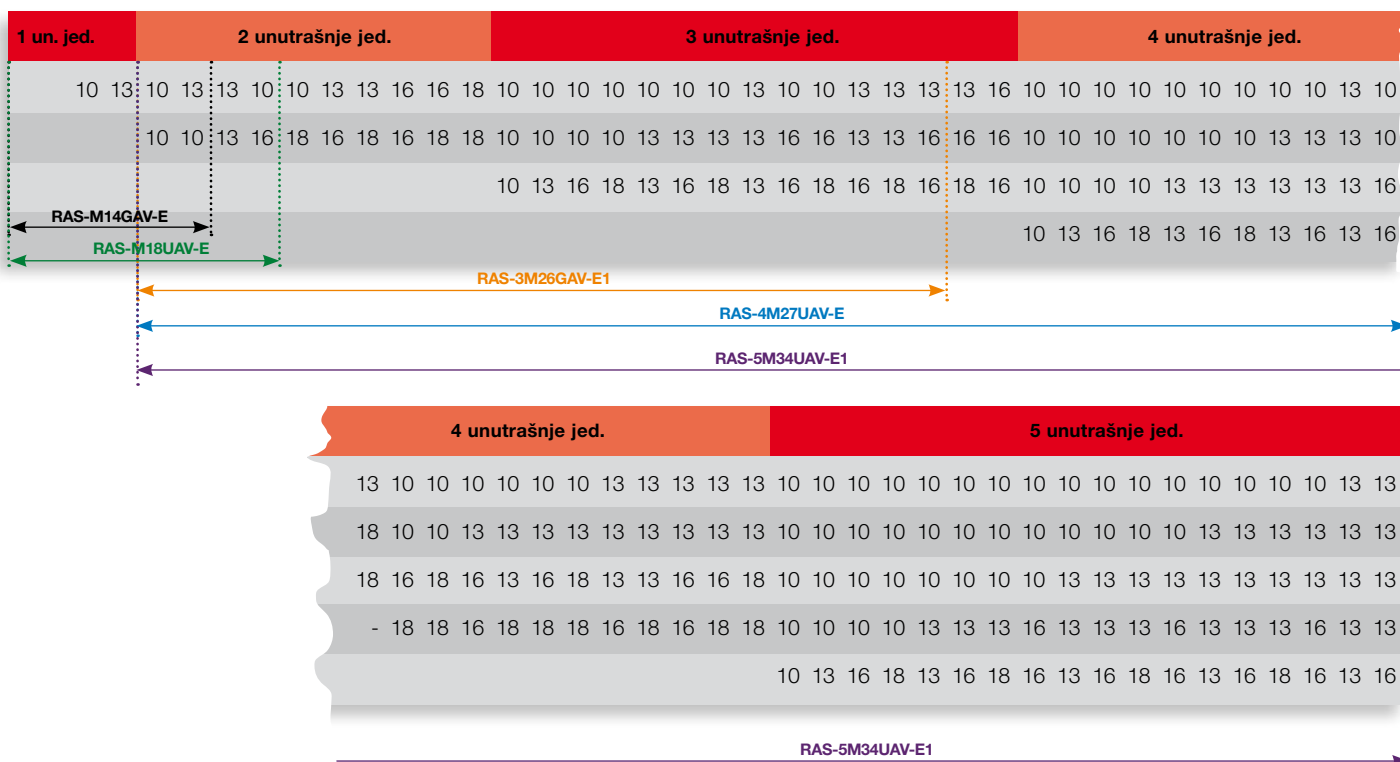 1 un. jed. 2 unutrašnje jed. 3 unutrašnje jed. 4 unutrašnje jed.
10 13 10 13 13 10 10 13 13 16 16 18 10 10 10 10 10 10 10 13 10 10 13 13 13 13 16 10 10 10 10 10 10 10 10 10 13 10
10 10 13 16 18 16 18 16 18 18 10 10 10 10 13 13 13 13 16 16 13 13 16 16 16 10 10 10 10 10 10 10 13 13 13 10
10 13 16 18 13 16 18 13 16 18 16 18 16 18 16 10 10 10 10 13 13 13 13 13 13 16
10 13 16 18 13 16 18 13 16 13 16
RAS-M14GAV-E
RAS-M18UAV-E
RAS-3M26GAV-E1
RAS-4M27UAV-E
RAS-5M34UAV-E1
4 unutrašnje jed. 5 unutrašnje jed.
13 10 10 10 10 10 10 13 13 13 13 13 10 10 10 10 10 10 10 10 10 10 10 10 10 10 10 10 13 13
18 10 10 13 13 13 13 13 13 13 13 13 10 10 10 10 10 10 10 10 10 10 10 10 13 13 13 13 13 13
18 16 18 16 13 16 18 13 13 16 16 18 10 10 10 10 10 10 10 10 13 13 13 13 13 13 13 13 13 13
- 18 18 16 18 18 18 16 18 16 18 18 10 10 10 10 13 13 13 16 13 13 13 16 13 13 13 16 13 13
10 13 16 18 13 16 18 16 13 16 18 16 13 16 18 16 13 16
RAS-5M34UAV-E1